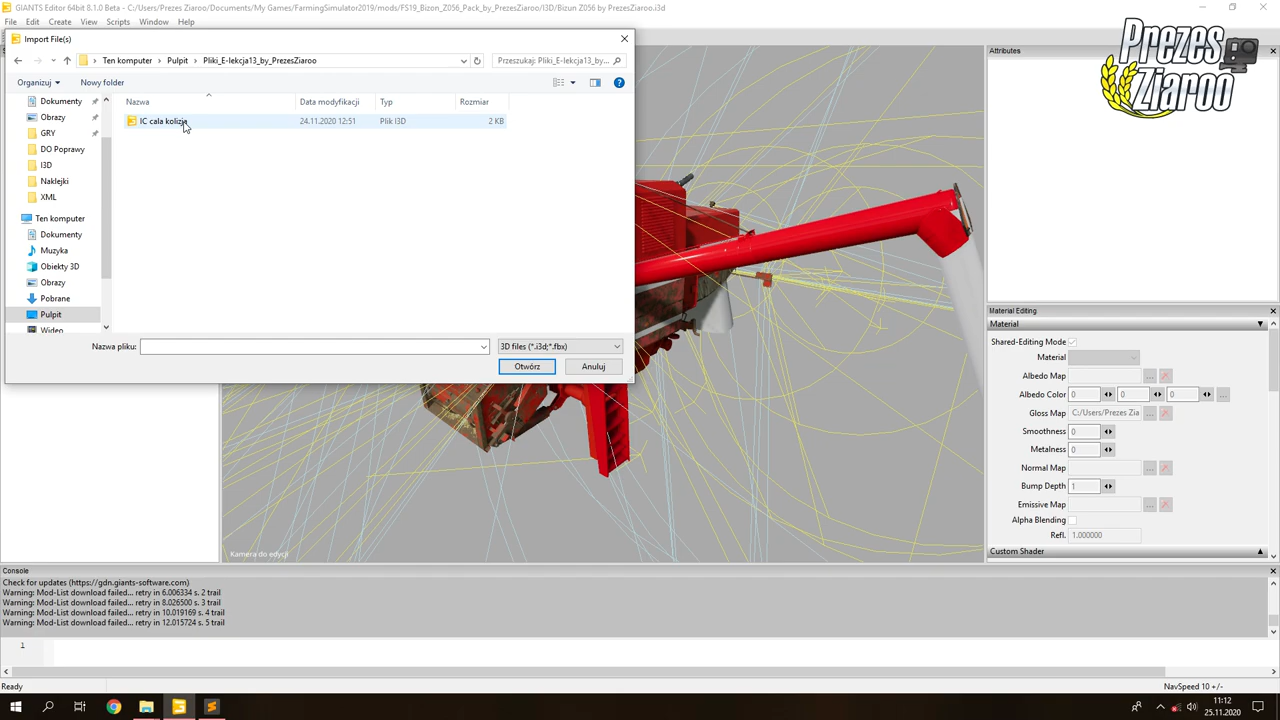 GIANTS Editor 64bit 8.1.0 Beta - C:/Users/Prezes Ziaroo/Documents/My Games/FarmingSimulator2019/mods/FS19_Bizon_Z056_Pack_by_PrezesZiaroo/I3D/Bizun Z056 by PrezesZiaroo.i3d
File Edit Create View Scripts Window Help
Import File(s)
Ten komputer Pulpit Pliki_E-lekcja13_by_PrezesZiaroo Przeszukaj: Pliki_E-lekcja13_by...
Organizuj New folder
Nazwa Data modyfikacji Typ Rozmiar
IC cala kolizja 24.11.2020 12:51 Plik I3D 2 KB
Dokumenty
Obrazy
GRY
DO Poprawy
I3D
Naklejki
XML
Ten komputer
Dokumenty
Muzyka
Obiekty 3D
Obrazy
Pobrane
Pulpit
Wideo
Nazwa pliku: 3D files (*.i3d;*.fbx)
Otwórz Anuluj
Kamera do edycji
Attributes
Prezes
Ziaroo
Material Editing
Material
Shared-Editing Mode
Material
Albedo Map ...
Albedo Color 0 0 0 ...
Gloss Map C:/Users/Prezes Zia ...
Smoothness 0
Metalness 0
Normal Map ...
Bump Depth 1
Emissive Map ...
Alpha Blending
Refl. 1.000000
Custom Shader
Console
Check for updates (https://gdn.giants-software.com)
Warning: Mod-List download failed... retry in 6.006334 s. 2 trail
Warning: Mod-List download failed... retry in 8.026500 s. 3 trail
Warning: Mod-List download failed... retry in 10.019169 s. 4 trail
Warning: Mod-List download failed... retry in 12.015724 s. 5 trail
1
Ready NavSpeed 10 +/-
11:12
25.11.2020